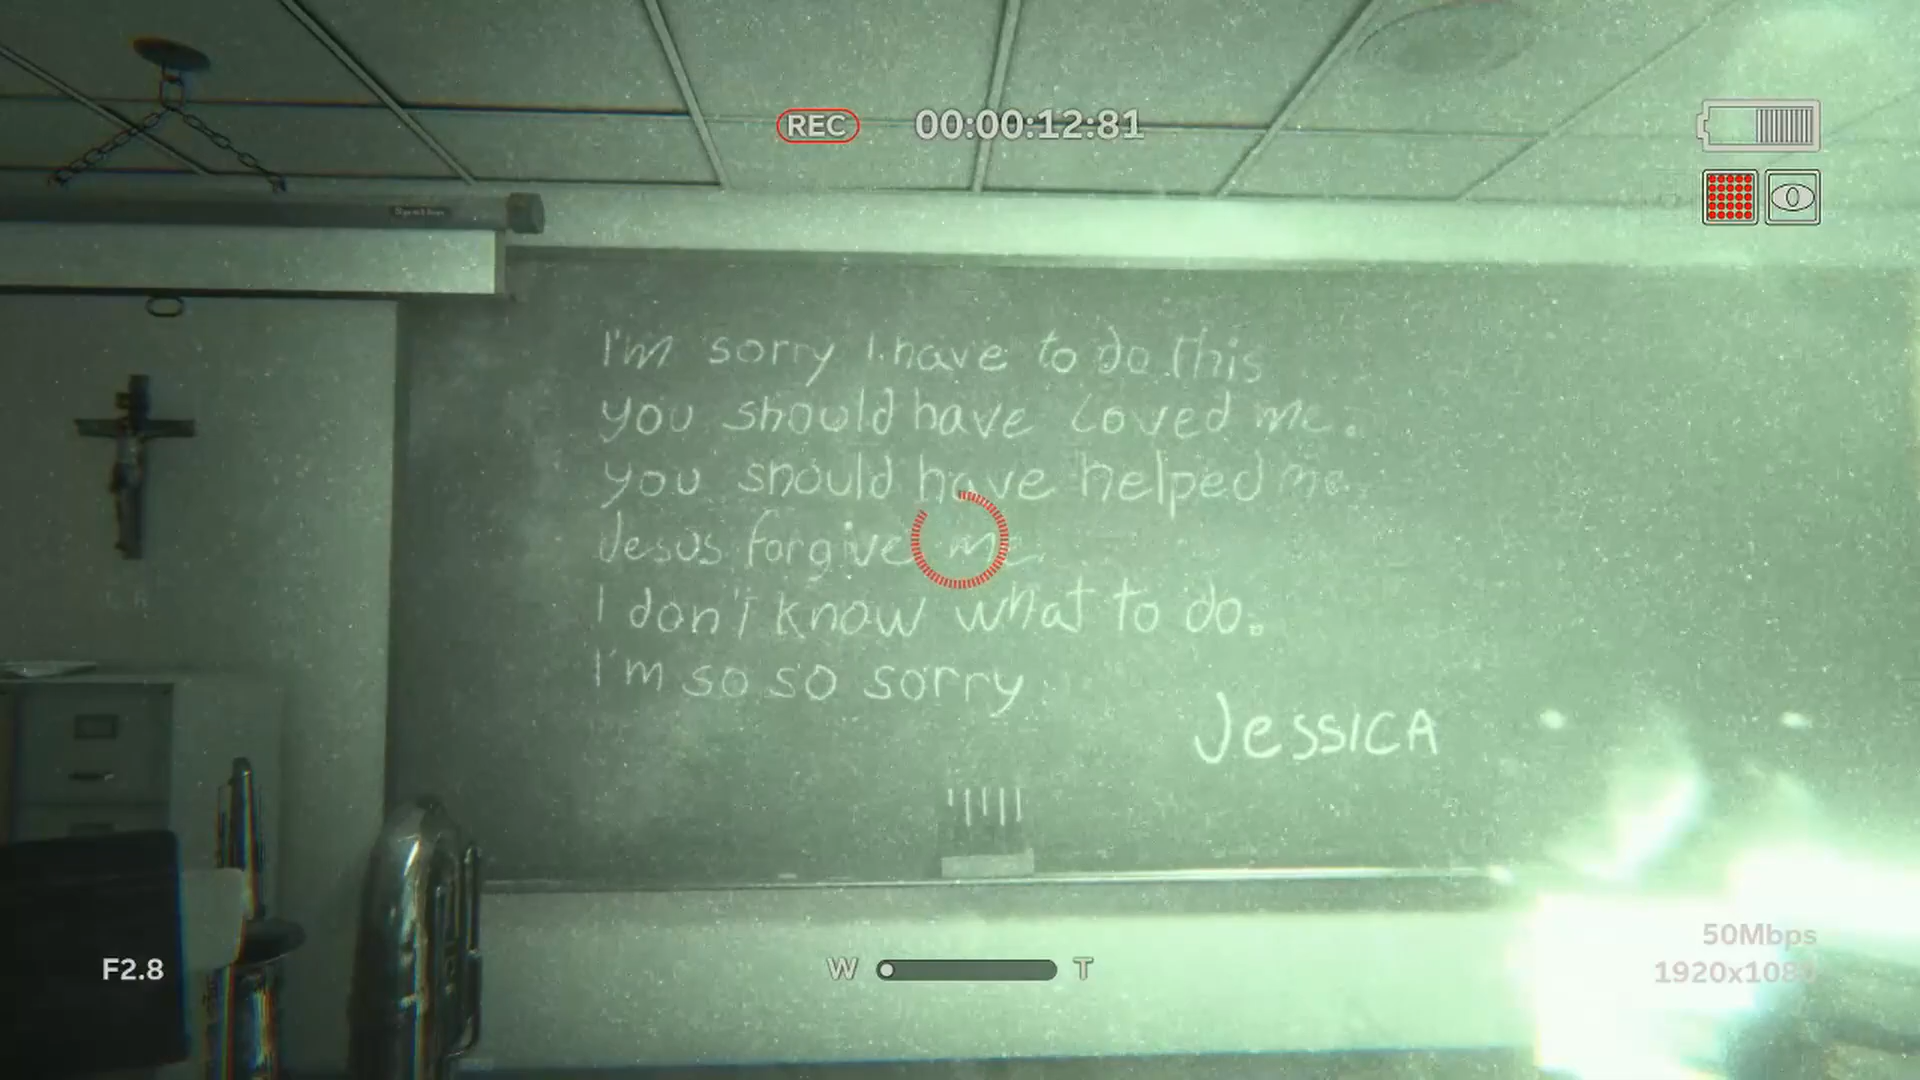 REC 00:00:12:81
I'm sorry I have to do this
you should have loved me.
you should have helped me.
Jesus forgive me
I don't know what to do.
I'm so so sorry
JESSICA
50Mbps
F2.8
W T
1920x1080